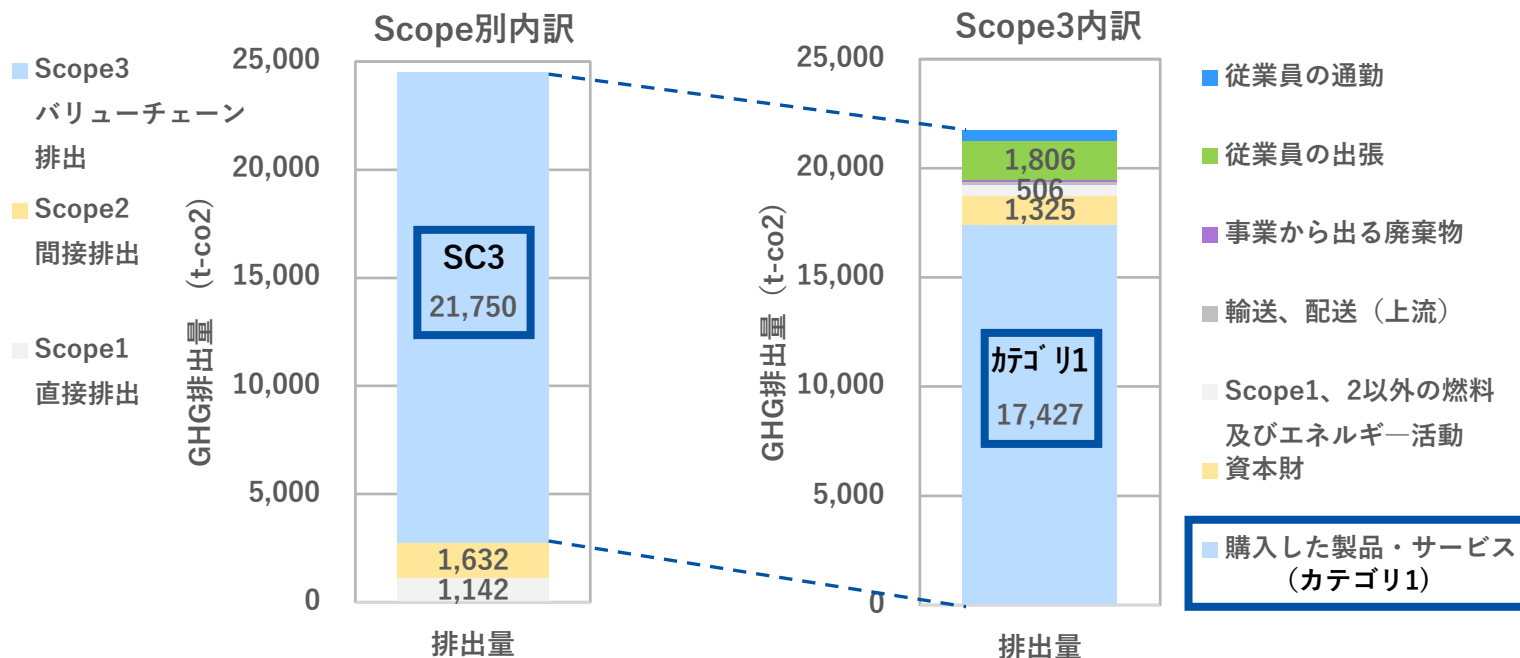 Scope別内訳
Scope3
バリューチェーン
排出
Scope2
間接排出
Scope1
直接排出
GHG排出量（t-co2）
25,000
20,000
15,000
10,000
5,000
0
SC3
21,750
1,632
1,142
排出量
Scope3内訳
GHG排出量（t-co2）
25,000
20,000
15,000
10,000
5,000
0
1,806
506
1,325
ｶﾃｺﾞﾘ1
17,427
排出量
従業員の通勤
従業員の出張
事業から出る廃棄物
輸送、配送（上流）
Scope1、2以外の燃料
及びエネルギ―活動
資本財
購入した製品・サービス
（カテゴリ1）